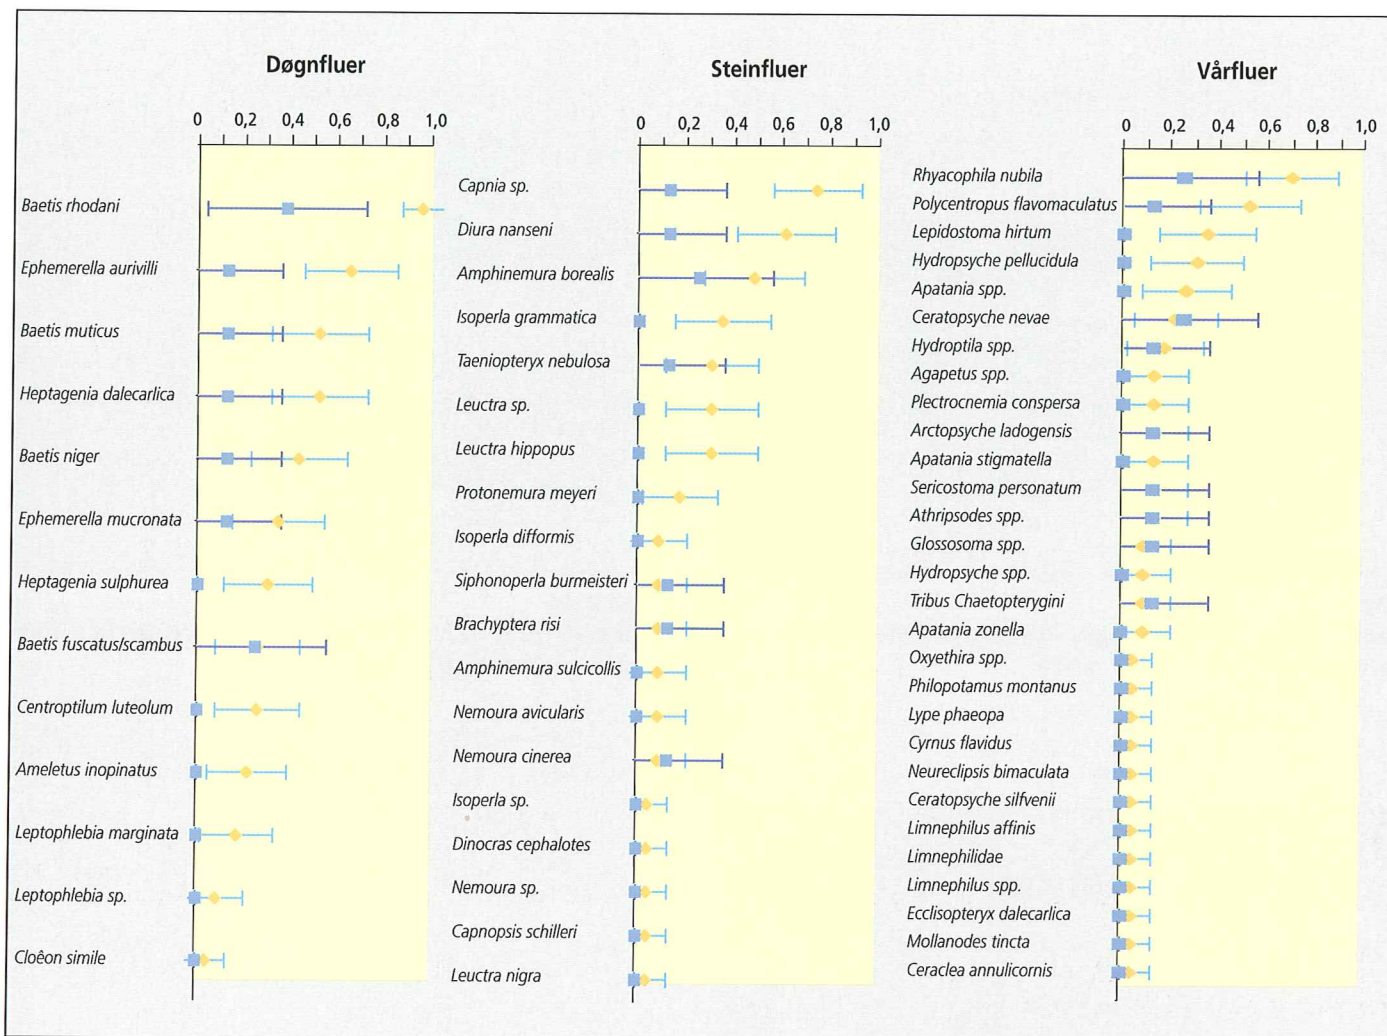 Døgnfluer
0 0,2 0,4 0,6 0,8 1,0
Baetis rhodani
Ephemerella aurivilli
Baetis muticus
Heptagenia dalecarlica
Baetis niger
Ephemerella mucronata
Heptagenia sulphurea
Baetis fuscatus/scambus
Centroptilum luteolum
Ameletus inopinatus
Leptophlebia marginata
Leptophlebia sp.
Cloêon simile
Steinfluer
0 0,2 0,4 0,6 0,8 1,0
Capnia sp.
Diura nanseni
Amphinemura borealis
Isoperla grammatica
Taeniopteryx nebulosa
Leuctra sp.
Leuctra hippopus
Protonemura meyeri
Isoperla difformis
Siphonoperla burmeisteri
Brachyptera risi
Amphinemura sulcicollis
Nemoura avicularis
Nemoura cinerea
Isoperla sp.
Dinocras cephalotes
Nemoura sp.
Capnopsis schilleri
Leuctra nigra
Vårfluer
0 0,2 0,4 0,6 0,8 1,0
Rhyacophila nubila
Polycentropus flavomaculatus
Lepidostoma hirtum
Hydropsyche pellucidula
Apatania spp.
Ceratopsyche nevae
Hydroptila spp.
Agapetus spp.
Plectrocnemia conspersa
Arctopsyche ladogensis
Apatania stigmatella
Sericostoma personatum
Athripsodes spp.
Glossosoma spp.
Hydropsyche spp.
Tribus Chaetopterygini
Apatania zonella
Oxyethira spp.
Philopotamus montanus
Lype phaeopa
Cyrnus flavidus
Neureclipsis bimaculata
Ceratopsyche silfvenii
Limnephilus affinis
Limnephilidae
Limnephilus spp.
Ecclisopteryx dalecarlica
Mollanodes tincta
Ceraclea annulicornis